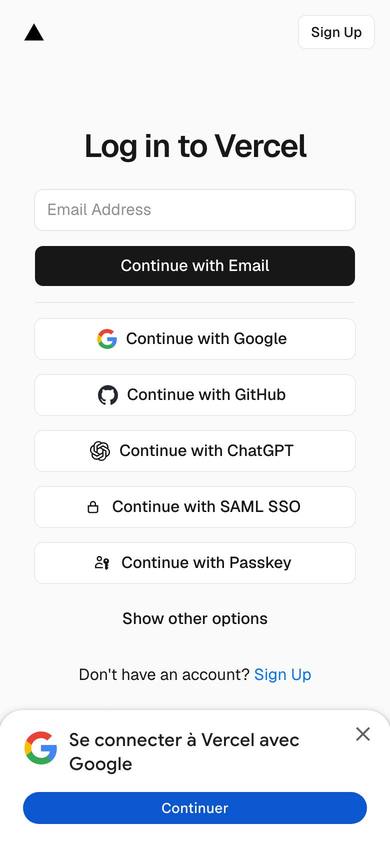 Sign Up
Log in to Vercel
Email Address
Continue with Email
Continue with Google
Continue with GitHub
Continue with ChatGPT
Continue with SAML SSO
Continue with Passkey
Show other options
Don't have an account? Sign Up
Se connecter à Vercel avec
Google
Continuer